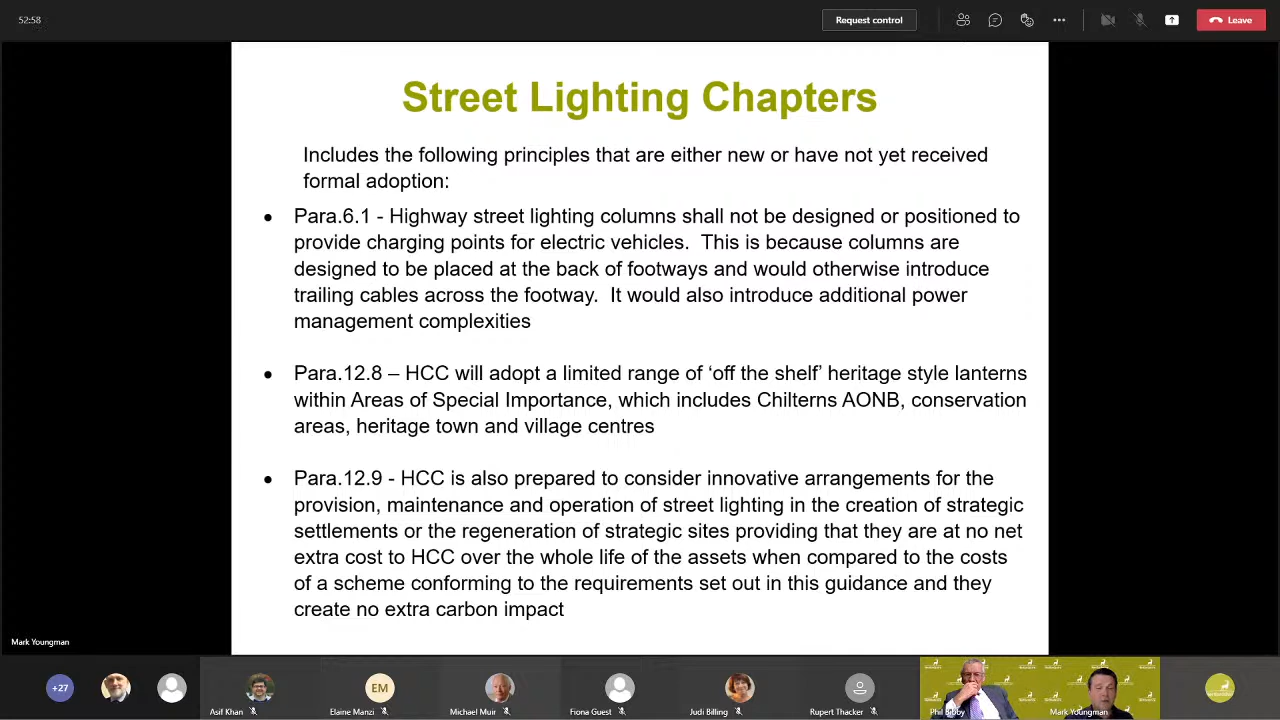 52:58
Request control
Leave
Street Lighting Chapters
Includes the following principles that are either new or have not yet received
formal adoption:
• Para.6.1 - Highway street lighting columns shall not be designed or positioned to
provide charging points for electric vehicles. This is because columns are
designed to be placed at the back of footways and would otherwise introduce
trailing cables across the footway. It would also introduce additional power
management complexities
• Para.12.8 – HCC will adopt a limited range of ‘off the shelf’ heritage style lanterns
within Areas of Special Importance, which includes Chilterns AONB, conservation
areas, heritage town and village centres
• Para.12.9 - HCC is also prepared to consider innovative arrangements for the
provision, maintenance and operation of street lighting in the creation of strategic
settlements or the regeneration of strategic sites providing that they are at no net
extra cost to HCC over the whole life of the assets when compared to the costs
of a scheme conforming to the requirements set out in this guidance and they
create no extra carbon impact
Mark Youngman
+27
EM
Asif Khan
Elaine Manzi
Michael Muir
Fiona Guest
Judi Billing
Rupert Thacker
Phil Bibby
Mark Youngman